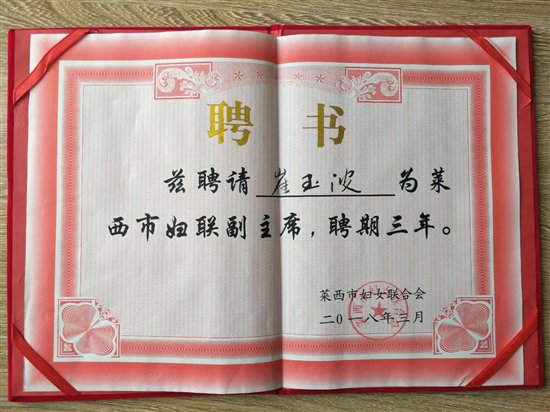 聘书
兹聘请 崔玉波 为莱
西市妇联副主席，聘期三年。
莱西市妇女联合会
二〇一八年三月